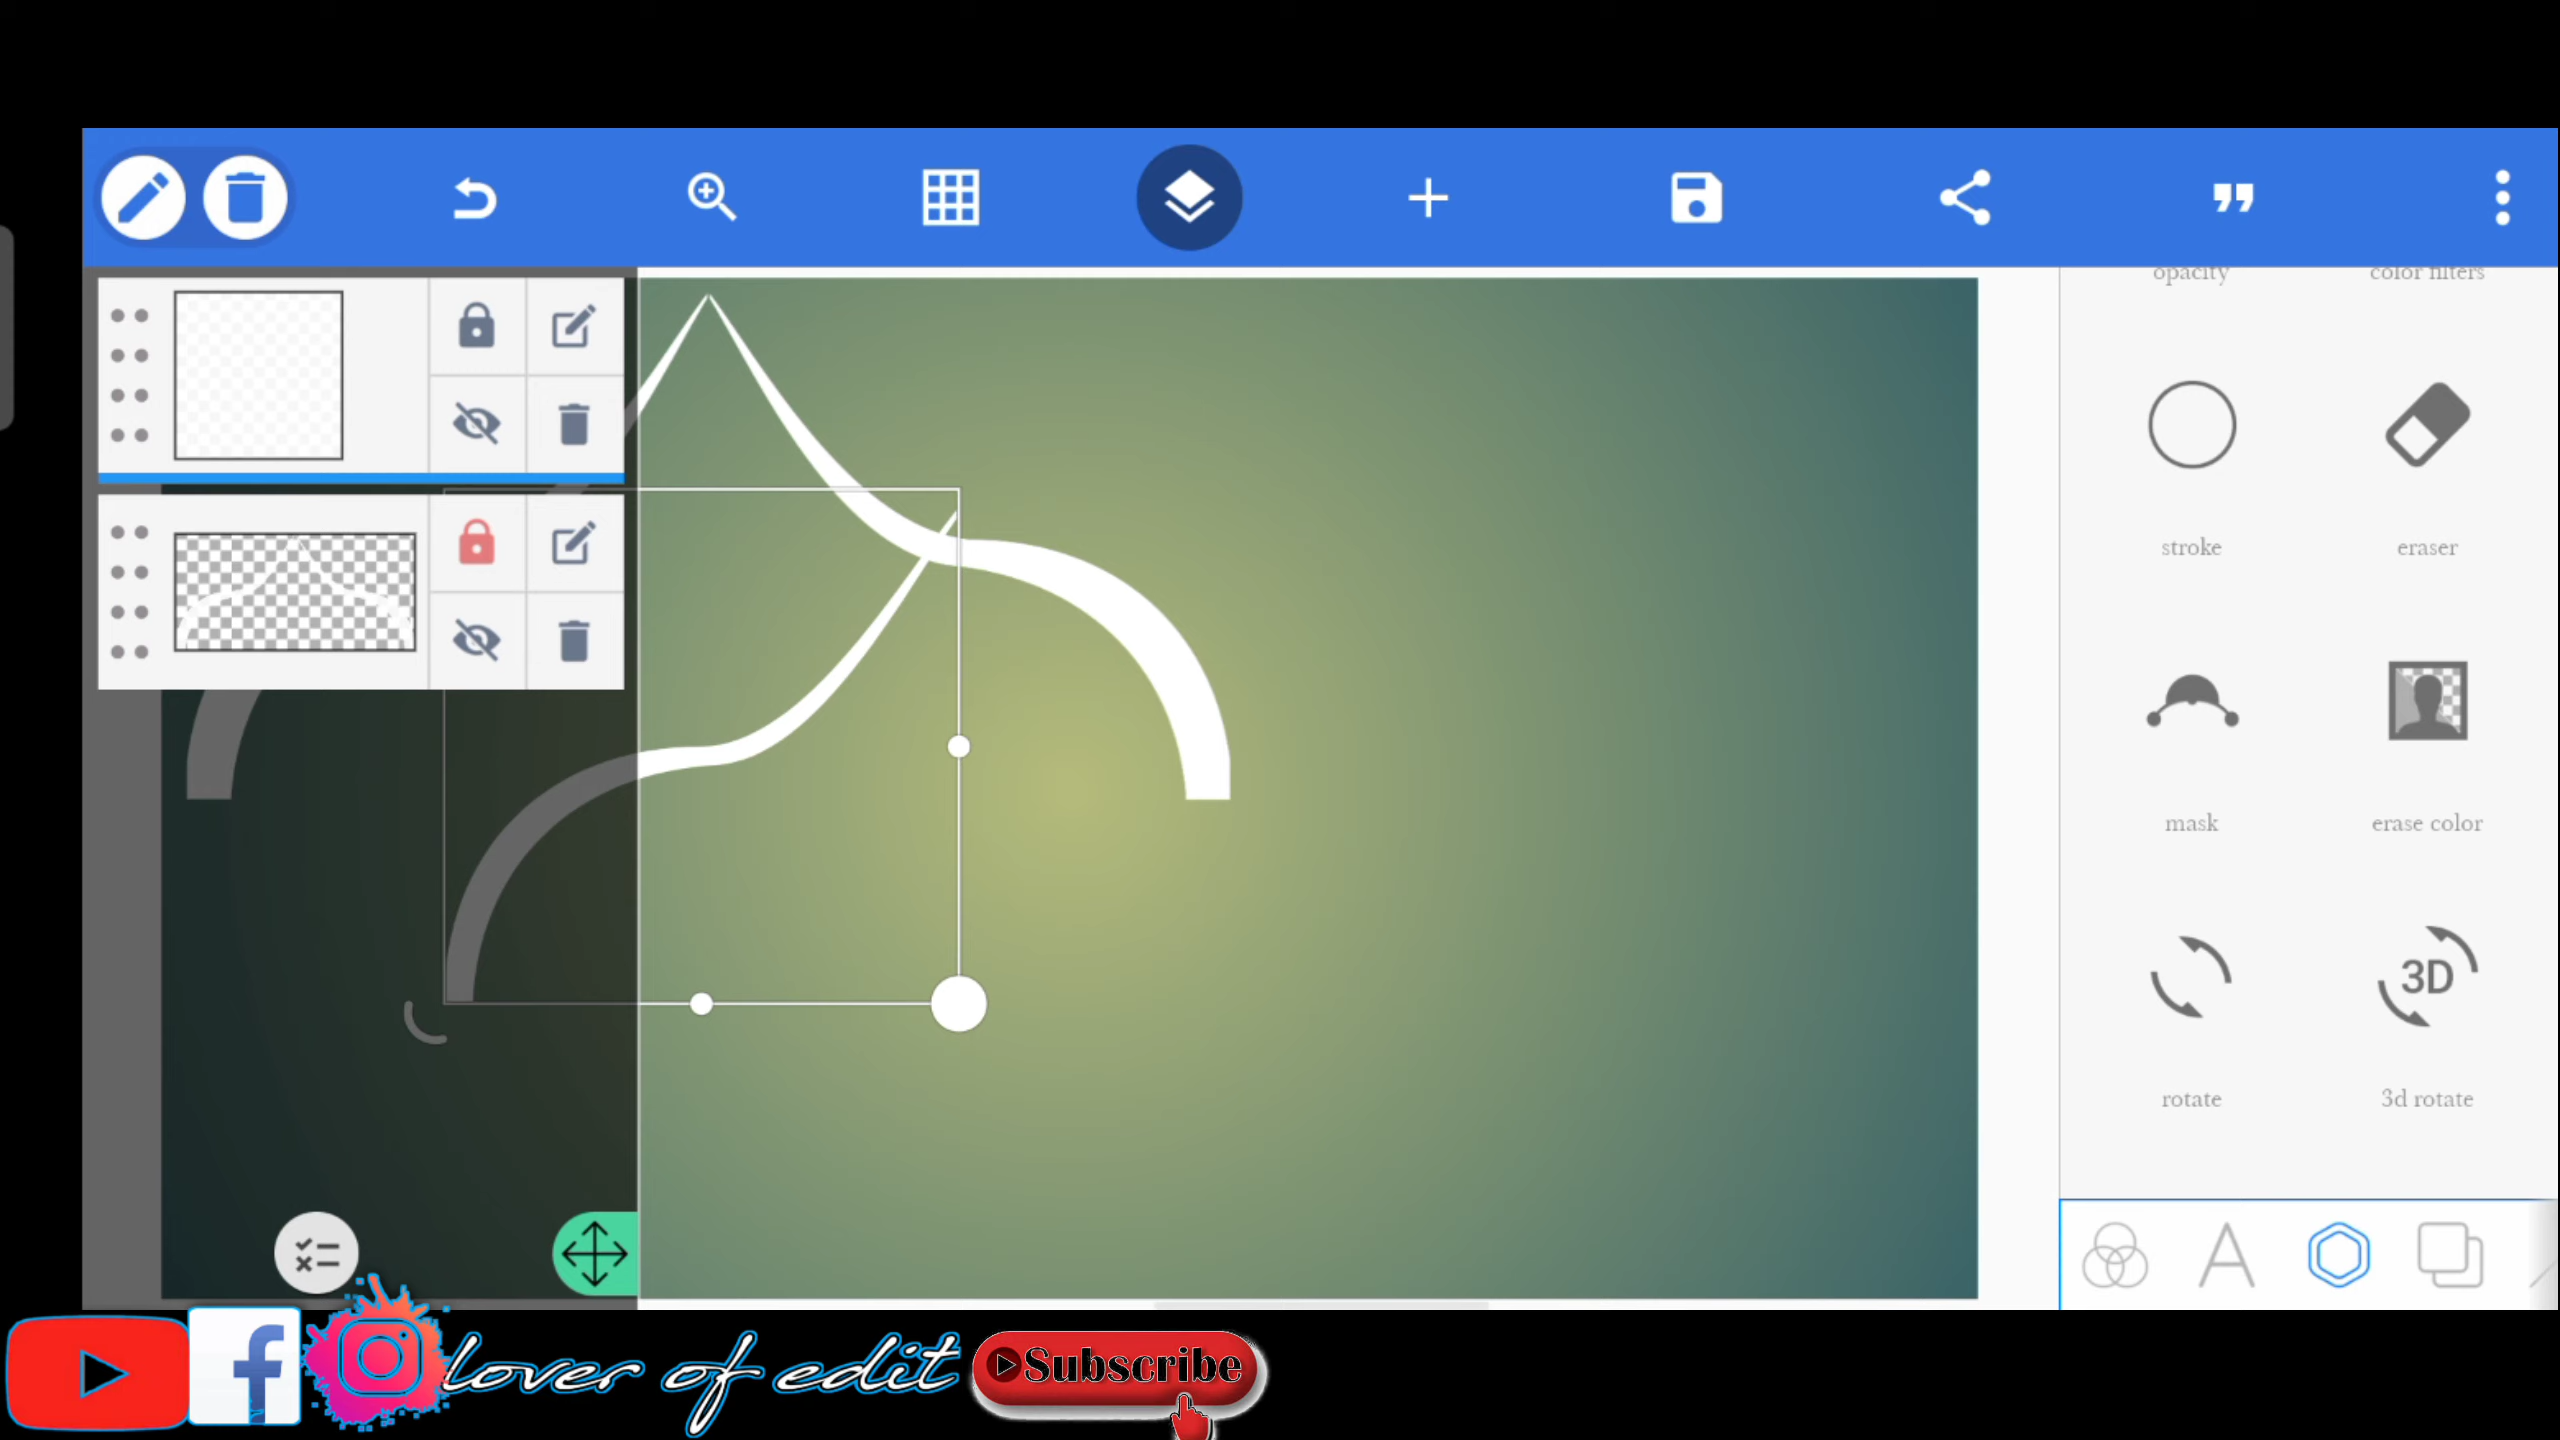 opacity
color filters
stroke
eraser
mask
erase color
3D
rotate
3d rotate
lover of edit
Subscribe